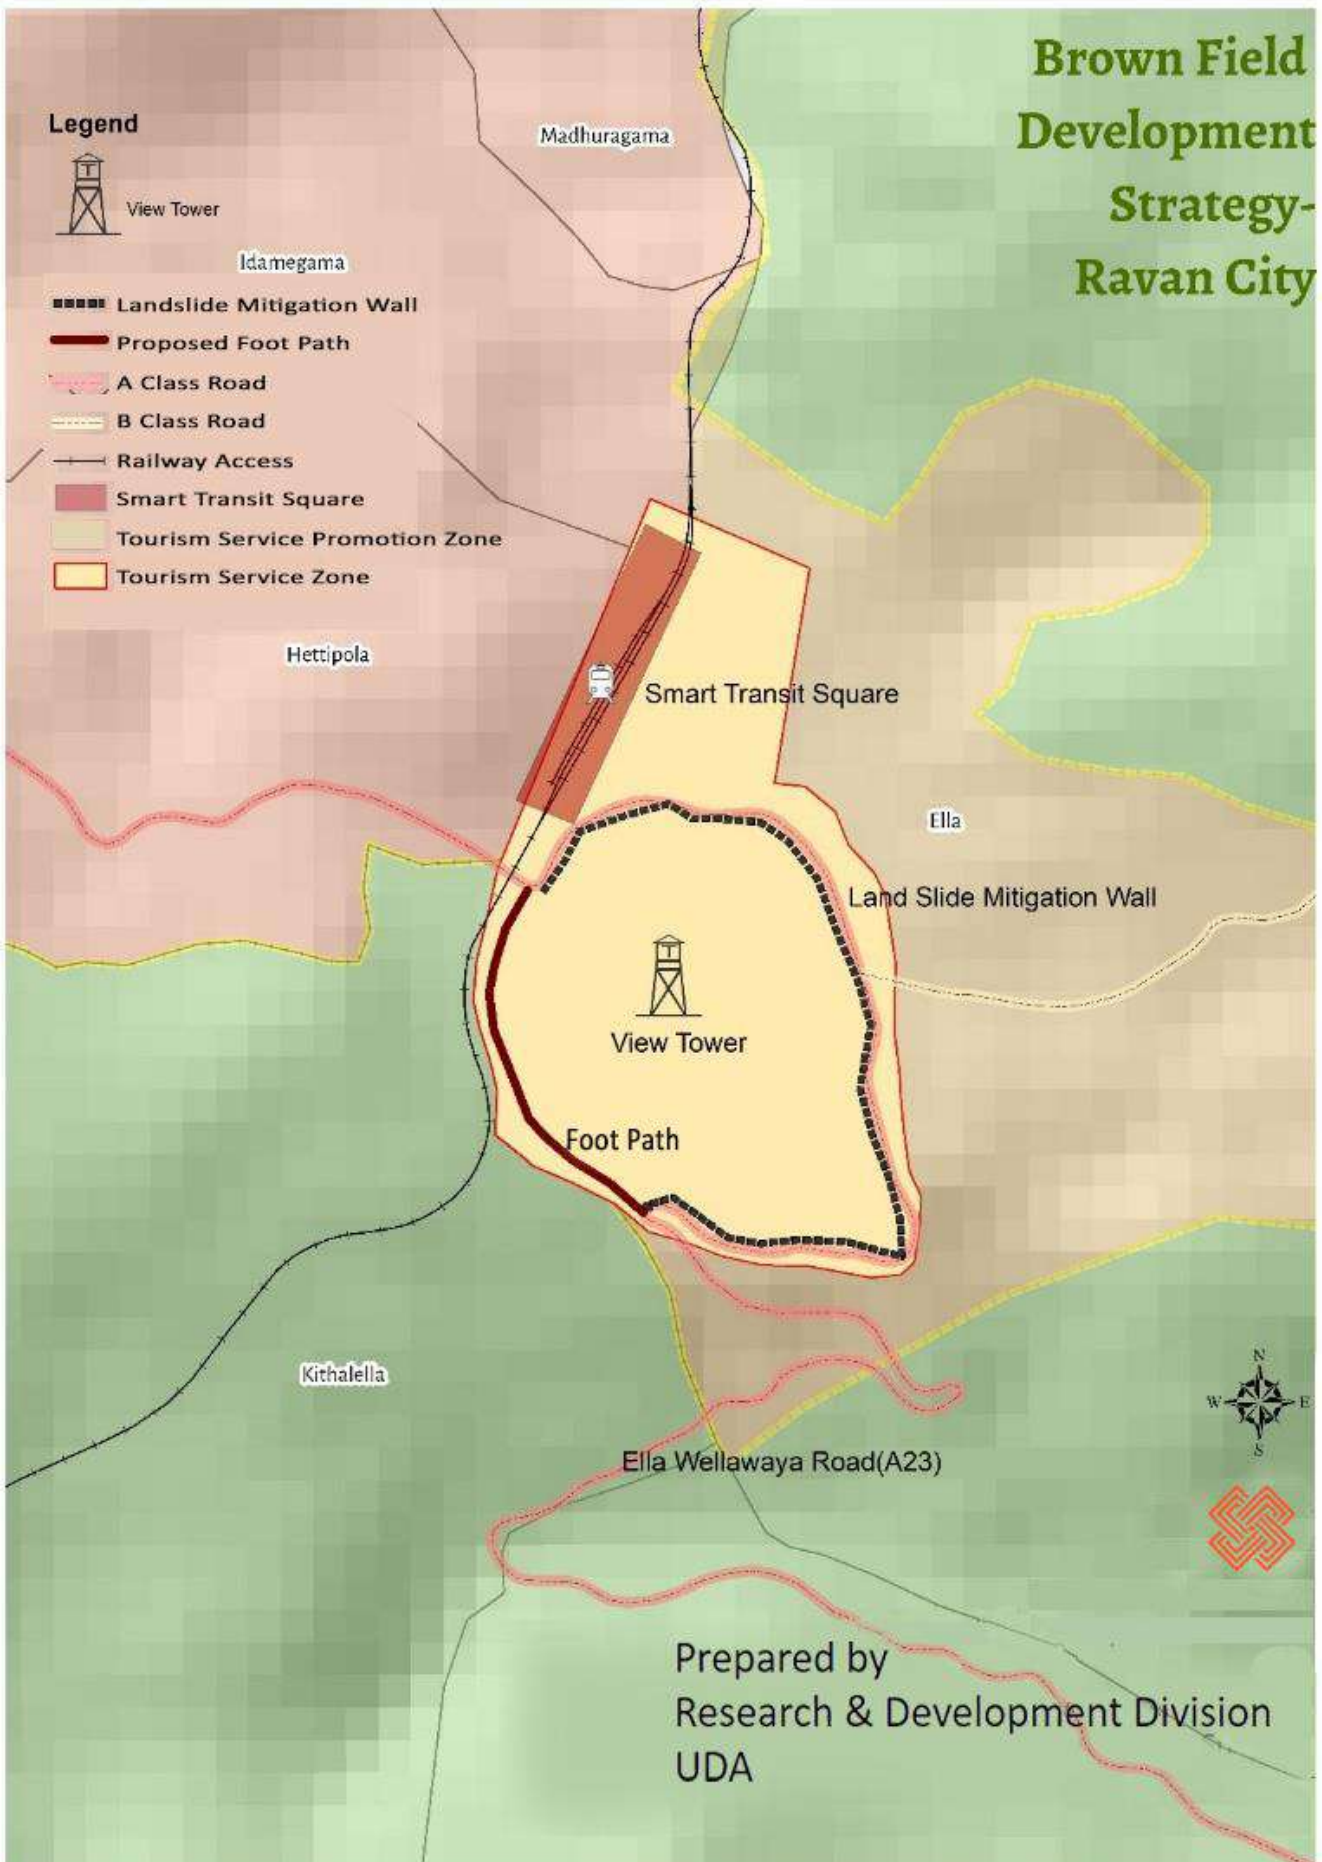 Brown Field
Development
Strategy-
Ravan City
Legend
View Tower
Madhuragama
Idamegama
Landslide Mitigation Wall
Proposed Foot Path
A Class Road
B Class Road
Railway Access
Smart Transit Square
Tourism Service Promotion Zone
Tourism Service Zone
Hettipola
Smart Transit Square
Ella
Land Slide Mitigation Wall
View Tower
Foot Path
Kithalella
N
W E
S
Ella Wellawaya Road(A23)
Prepared by
Research & Development Division
UDA